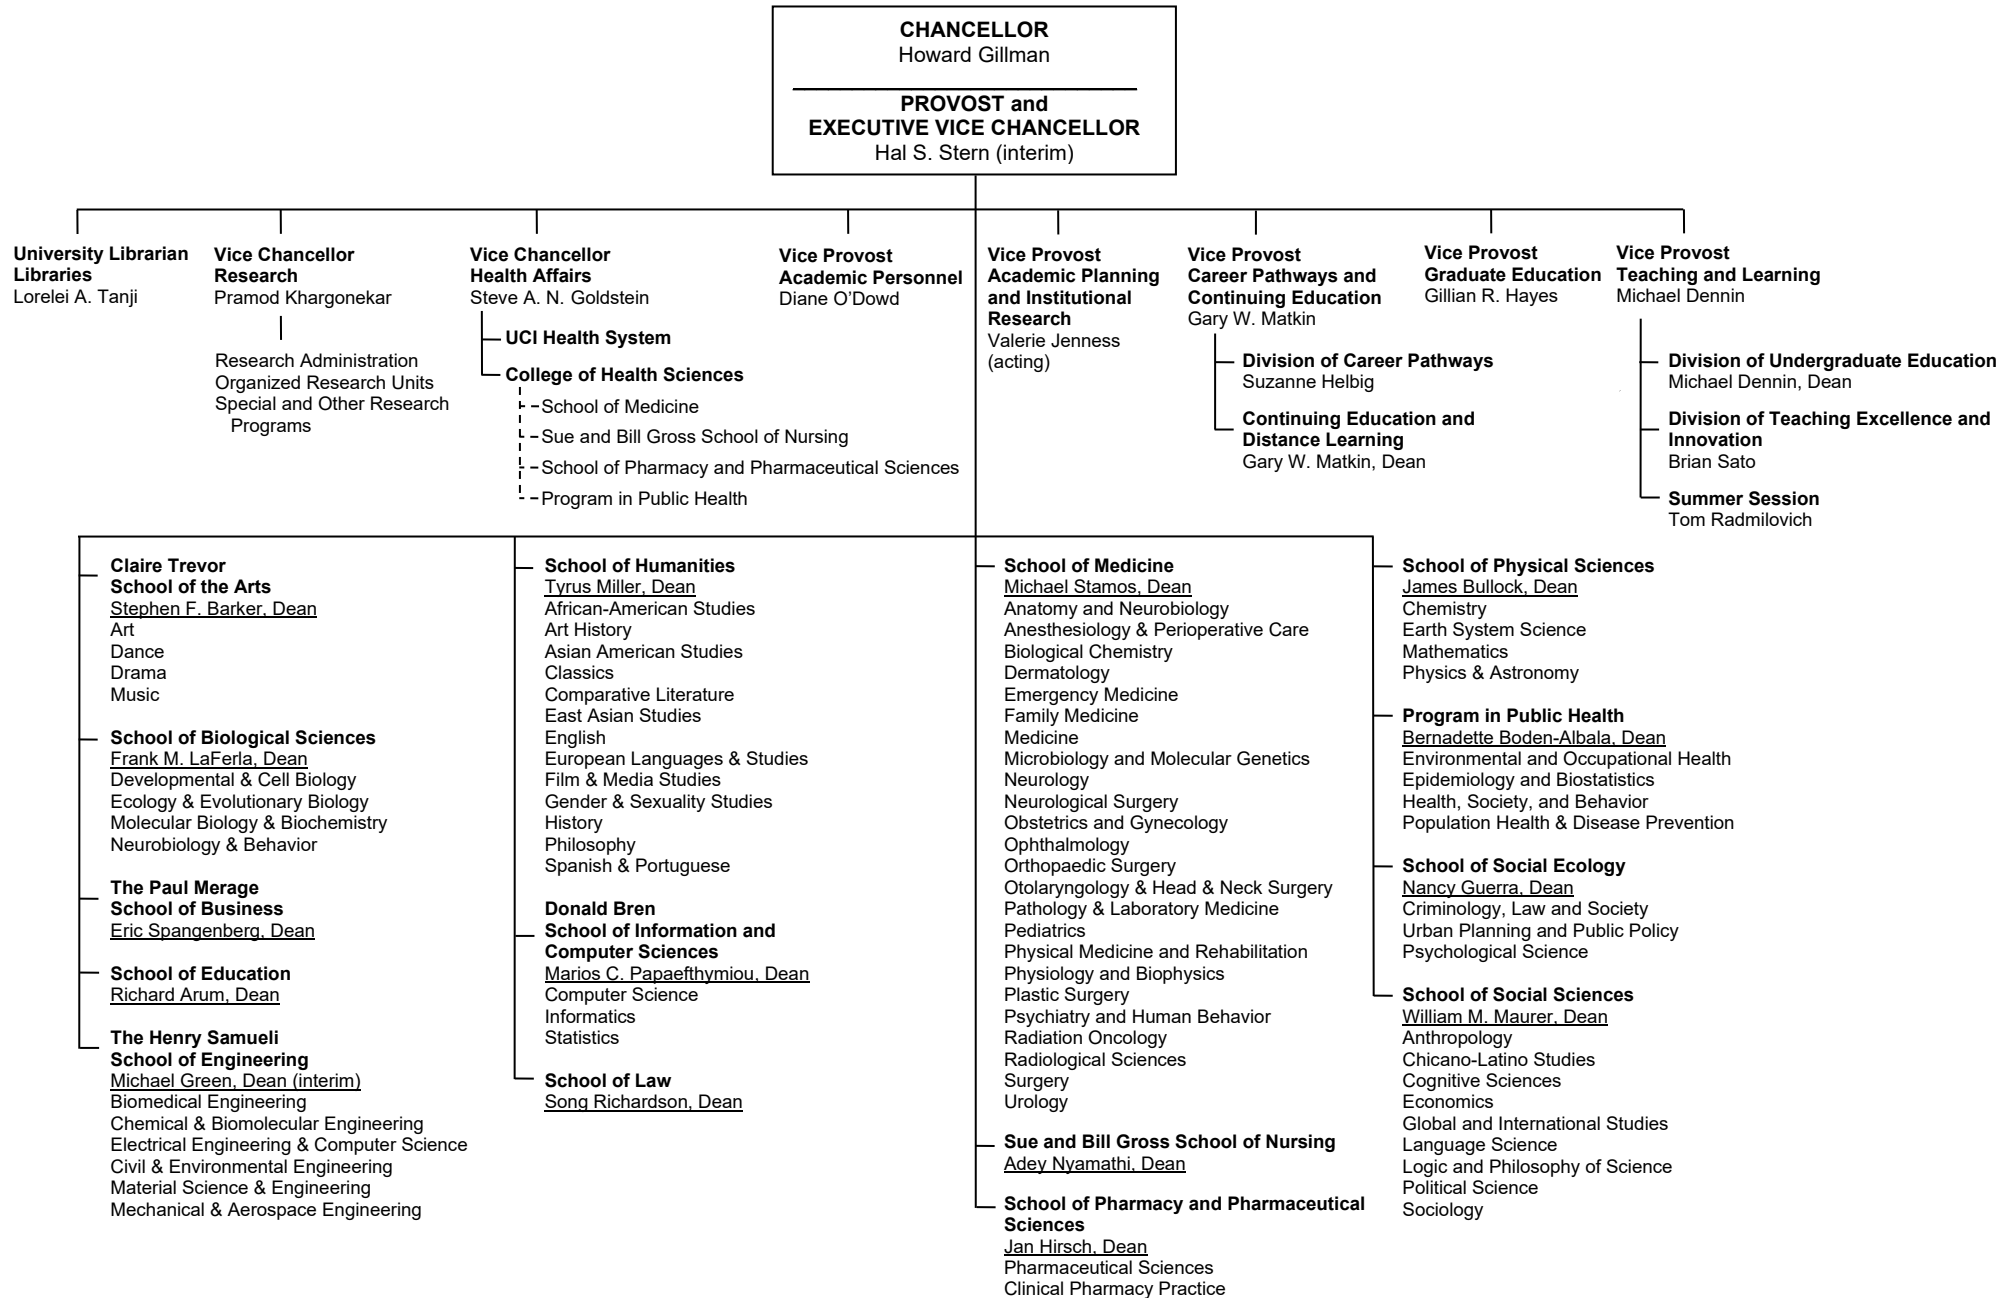 CHANCELLOR
Howard Gillman
PROVOST and
EXECUTIVE VICE CHANCELLOR
Hal S. Stern (interim)
University Librarian
Libraries
Lorelei A. Tanji
Vice Chancellor
Research
Pramod Khargonekar
Research Administration
Organized Research Units
Special and Other Research
Programs
Vice Chancellor
Health Affairs
Steve A. N. Goldstein
UCI Health System
College of Health Sciences
School of Medicine
Sue and Bill Gross School of Nursing
School of Pharmacy and Pharmaceutical Sciences
Program in Public Health
Vice Provost
Academic Personnel
Diane O’Dowd
Vice Provost
Academic Planning
and Institutional
Research
Valerie Jenness
(acting)
Vice Provost
Career Pathways and
Continuing Education
Gary W. Matkin
Division of Career Pathways
Suzanne Helbig
Continuing Education and
Distance Learning
Gary W. Matkin, Dean
Vice Provost
Graduate Education
Gillian R. Hayes
Vice Provost
Teaching and Learning
Michael Dennin
Division of Undergraduate Education
Michael Dennin, Dean
Division of Teaching Excellence and
Innovation
Brian Sato
Summer Session
Tom Radmilovich
Claire Trevor
School of the Arts
Stephen F. Barker, Dean
Art
Dance
Drama
Music
School of Biological Sciences
Frank M. LaFerla, Dean
Developmental & Cell Biology
Ecology & Evolutionary Biology
Molecular Biology & Biochemistry
Neurobiology & Behavior
The Paul Merage
School of Business
Eric Spangenberg, Dean
School of Education
Richard Arum, Dean
The Henry Samueli
School of Engineering
Michael Green, Dean (interim)
Biomedical Engineering
Chemical & Biomolecular Engineering
Electrical Engineering & Computer Science
Civil & Environmental Engineering
Material Science & Engineering
Mechanical & Aerospace Engineering
School of Humanities
Tyrus Miller, Dean
African-American Studies
Art History
Asian American Studies
Classics
Comparative Literature
East Asian Studies
English
European Languages & Studies
Film & Media Studies
Gender & Sexuality Studies
History
Philosophy
Spanish & Portuguese
Donald Bren
School of Information and
Computer Sciences
Marios C. Papaefthymiou, Dean
Computer Science
Informatics
Statistics
School of Law
Song Richardson, Dean
School of Medicine
Michael Stamos, Dean
Anatomy and Neurobiology
Anesthesiology & Perioperative Care
Biological Chemistry
Dermatology
Emergency Medicine
Family Medicine
Medicine
Microbiology and Molecular Genetics
Neurology
Neurological Surgery
Obstetrics and Gynecology
Ophthalmology
Orthopaedic Surgery
Otolaryngology & Head & Neck Surgery
Pathology & Laboratory Medicine
Pediatrics
Physical Medicine and Rehabilitation
Physiology and Biophysics
Plastic Surgery
Psychiatry and Human Behavior
Radiation Oncology
Radiological Sciences
Surgery
Urology
Sue and Bill Gross School of Nursing
Adey Nyamathi, Dean
School of Pharmacy and Pharmaceutical
Sciences
Jan Hirsch, Dean
Pharmaceutical Sciences
Clinical Pharmacy Practice
School of Physical Sciences
James Bullock, Dean
Chemistry
Earth System Science
Mathematics
Physics & Astronomy
Program in Public Health
Bernadette Boden-Albala, Dean
Environmental and Occupational Health
Epidemiology and Biostatistics
Health, Society, and Behavior
Population Health & Disease Prevention
School of Social Ecology
Nancy Guerra, Dean
Criminology, Law and Society
Urban Planning and Public Policy
Psychological Science
School of Social Sciences
William M. Maurer, Dean
Anthropology
Chicano-Latino Studies
Cognitive Sciences
Economics
Global and International Studies
Language Science
Logic and Philosophy of Science
Political Science
Sociology